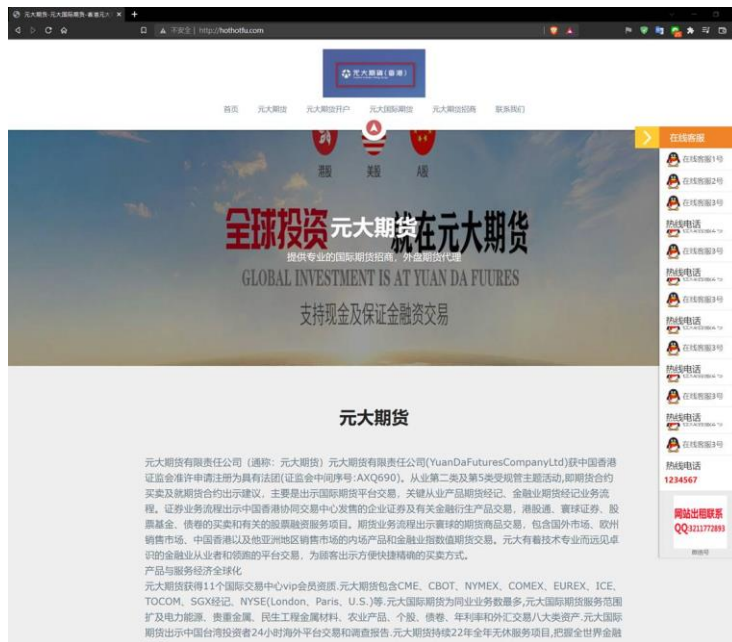 元大期货-元大国际期货-香港元大
不安全 | http://hothotfu.com
元大期货(香港)
首页 元大期货 元大期货开户 元大国际期货 元大期货招商 联系我们
港股 美股 A股
全球投资 就在元大期货
元大期货
提供专业的国际期货招商，外盘期货代理
GLOBAL INVESTMENT IS AT YUAN DA FUURES
支持现金及保证金融资交易
在线客服
在线客服1号
在线客服2号
在线客服3号
热线电话
在线客服3号
热线电话
在线客服3号
热线电话
在线客服3号
热线电话
在线客服3号
热线电话
在线客服3号
热线电话
1234567
网站出租联系
QQ:3211772893
微信号
元大期货
元大期货有限责任公司（通称：元大期货）元大期货有限责任公司(YuanDaFuturesCompanyLtd)获中国香港
证监会准许申请注册为具有法团(证监会中间序号:AXQ690)。从业第二类及第5类受规管主题活动,即期货合约
买卖及就期货合约出示建议，主要是出示国际期货平台交易，关键从业产品期货经记、金融业期货经记业务流
程。证券业务流程出示中国香港协同交易中心发售的企业证券及有关金融衍生产品交易，港股通、寰球证券、股
票基金、债卷的买卖和有关的股票融资服务项目。期货业务流程出示寰球的期货商品交易，包含国外市场、欧州
销售市场、中国香港以及他亚洲地区销售市场的内场产品和金融业指数值期货交易。元大有着技术专业而远见卓
识的金融业从业者和领跑的平台交易，为顾客出示方便快捷精确的买卖方式。
产品与服务经济全球化
元大期货获得11个国际交易中心vip会员资质.元大期货包含CME、CBOT、NYMEX、COMEX、EUREX、ICE、
TOCOM、SGX经记、NYSE(London、Paris、U.S.)等.元大国际期货为同业业务数最多,元大国际期货服务范围
扩及电力能源、贵重金属、民生工程金属材料、农业产品、个股、债卷、年利率和外汇交易八大类资产.元大国际
期货出示中国台湾投资者24小时海外平台交易和调查报告.元大期货持续22年全年无休服务项目,把握全世界金融